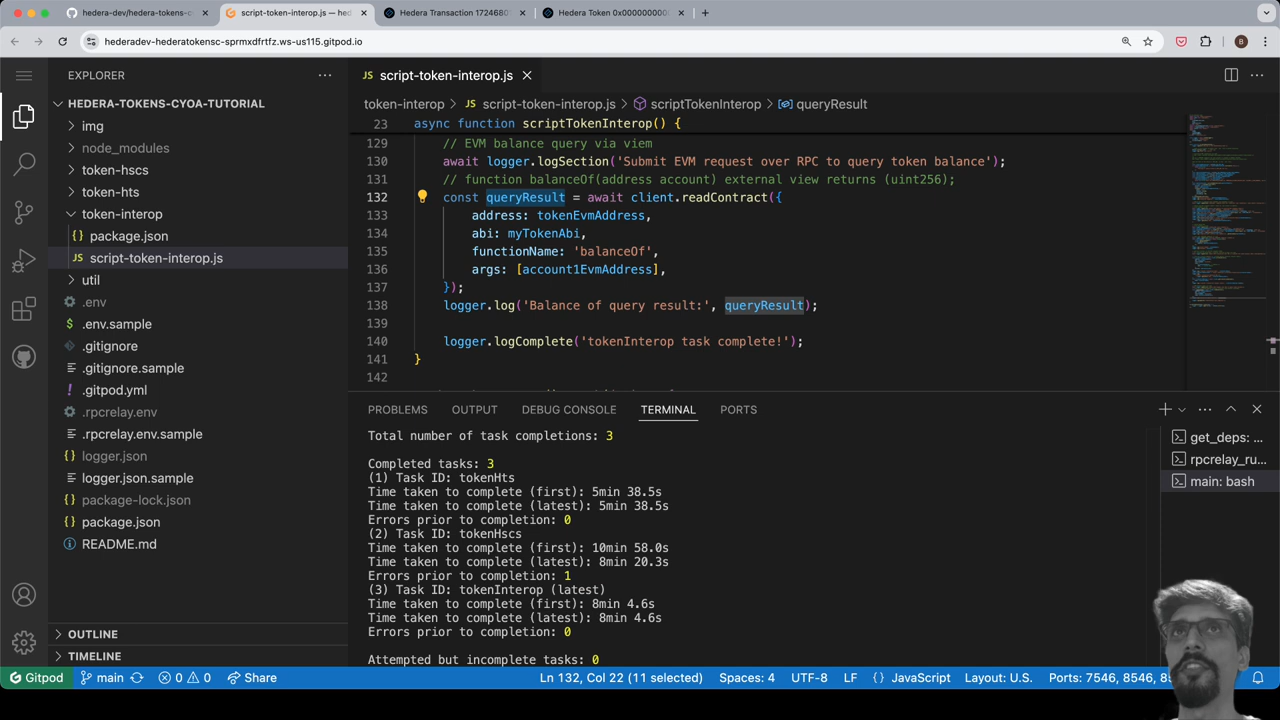 hedera-dev/hedera-tokens-c
script-token-interop.js — hed
Hedera Transaction 1724680
Hedera Token 0x000000000
hederadev-hederatokensc-sprmxdfrtfz.ws-us115.gitpod.io
B
EXPLORER
HEDERA-TOKENS-CYOA-TUTORIAL
img
node_modules
token-hscs
token-hts
token-interop
{} package.json
JS script-token-interop.js
util
.env
$ .env.sample
.gitignore
.gitignore.sample
! .gitpod.yml
.rpcrelay.env
.rpcrelay.env.sample
{} logger.json
logger.json.sample
{} package-lock.json
{} package.json
README.md
OUTLINE
TIMELINE
JS script-token-interop.js
token-interop > JS script-token-interop.js > scriptTokenInterop > queryResult
23 async function scriptTokenInterop() {
129 // EVM balance query via viem
130 await logger.logSection('Submit EVM request over RPC to query token balance');
131 // function balanceOf(address account) external view returns (uint256);
132 const queryResult = await client.readContract({
133 address: tokenEvmAddress,
134 abi: myTokenAbi,
135 functionName: 'balanceOf',
136 args: [account1EvmAddress],
137 });
138 logger.log('Balance of query result:', queryResult);
139
140 logger.logComplete('tokenInterop task complete!');
141 }
142
PROBLEMS OUTPUT DEBUG CONSOLE TERMINAL PORTS
Total number of task completions: 3
Completed tasks: 3
(1) Task ID: tokenHts
Time taken to complete (first): 5min 38.5s
Time taken to complete (latest): 5min 38.5s
Errors prior to completion: 0
(2) Task ID: tokenHscs
Time taken to complete (first): 10min 58.0s
Time taken to complete (latest): 8min 20.3s
Errors prior to completion: 1
(3) Task ID: tokenInterop (latest)
Time taken to complete (first): 8min 4.6s
Time taken to complete (latest): 8min 4.6s
Errors prior to completion: 0
Attempted but incomplete tasks: 0
get_deps: ...
rpcrelay_ru...
main: bash
Gitpod main 0 0 Share Ln 132, Col 22 (11 selected) Spaces: 4 UTF-8 LF {} JavaScript Layout: U.S. Ports: 7546, 8546, 8